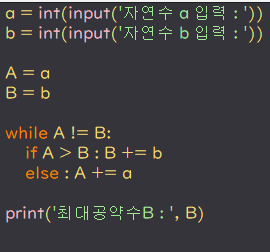 a = int(input('자연수 a 입력 : '))
b = int(input('자연수 b 입력 : '))
A = a
B = b
while A != B:
if A > B : B += b
else : A += a
print('최대공약수B : ', B)